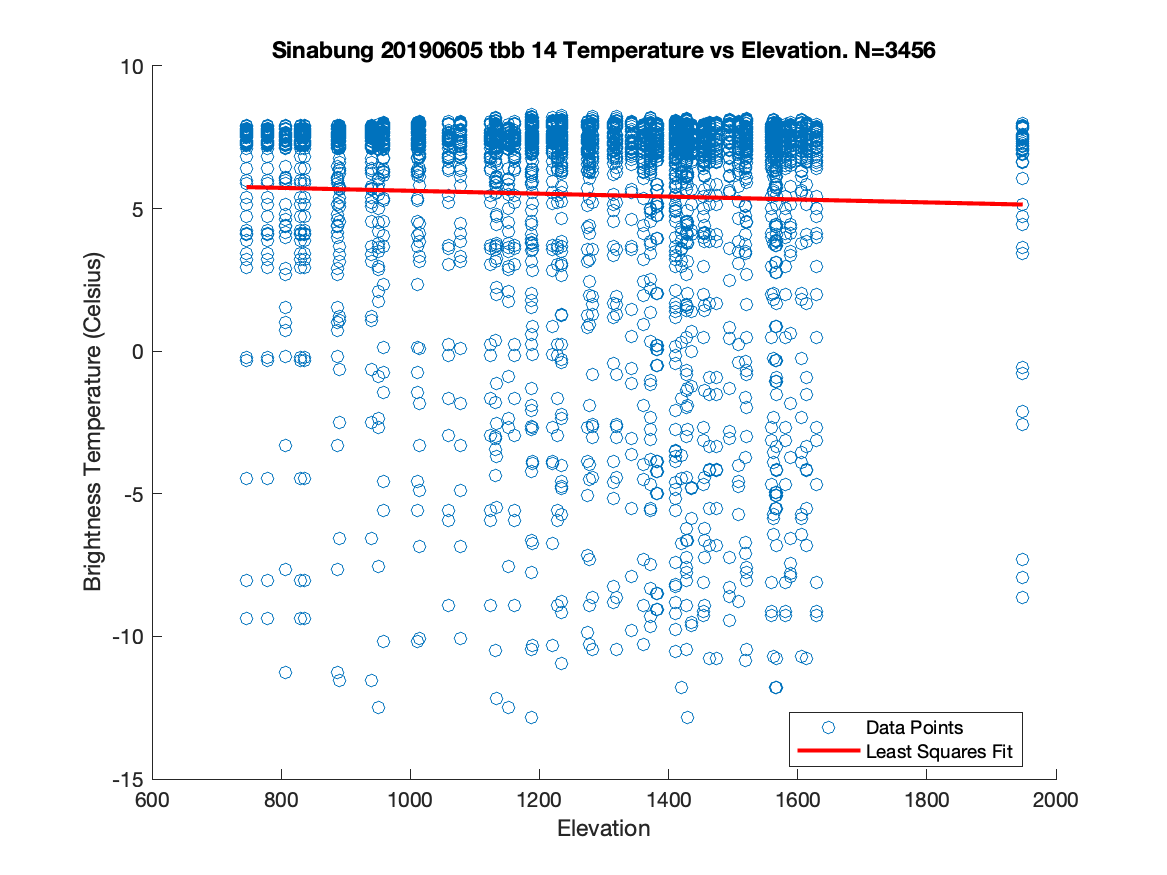 Sinabung 20190605 tbb 14 Temperature vs Elevation. N=3456
10
5
0
-5
-10
-15
Brightness Temperature (Celsius)
Data Points
Least Squares Fit
600 800 1000 1200 1400 1600 1800 2000
Elevation